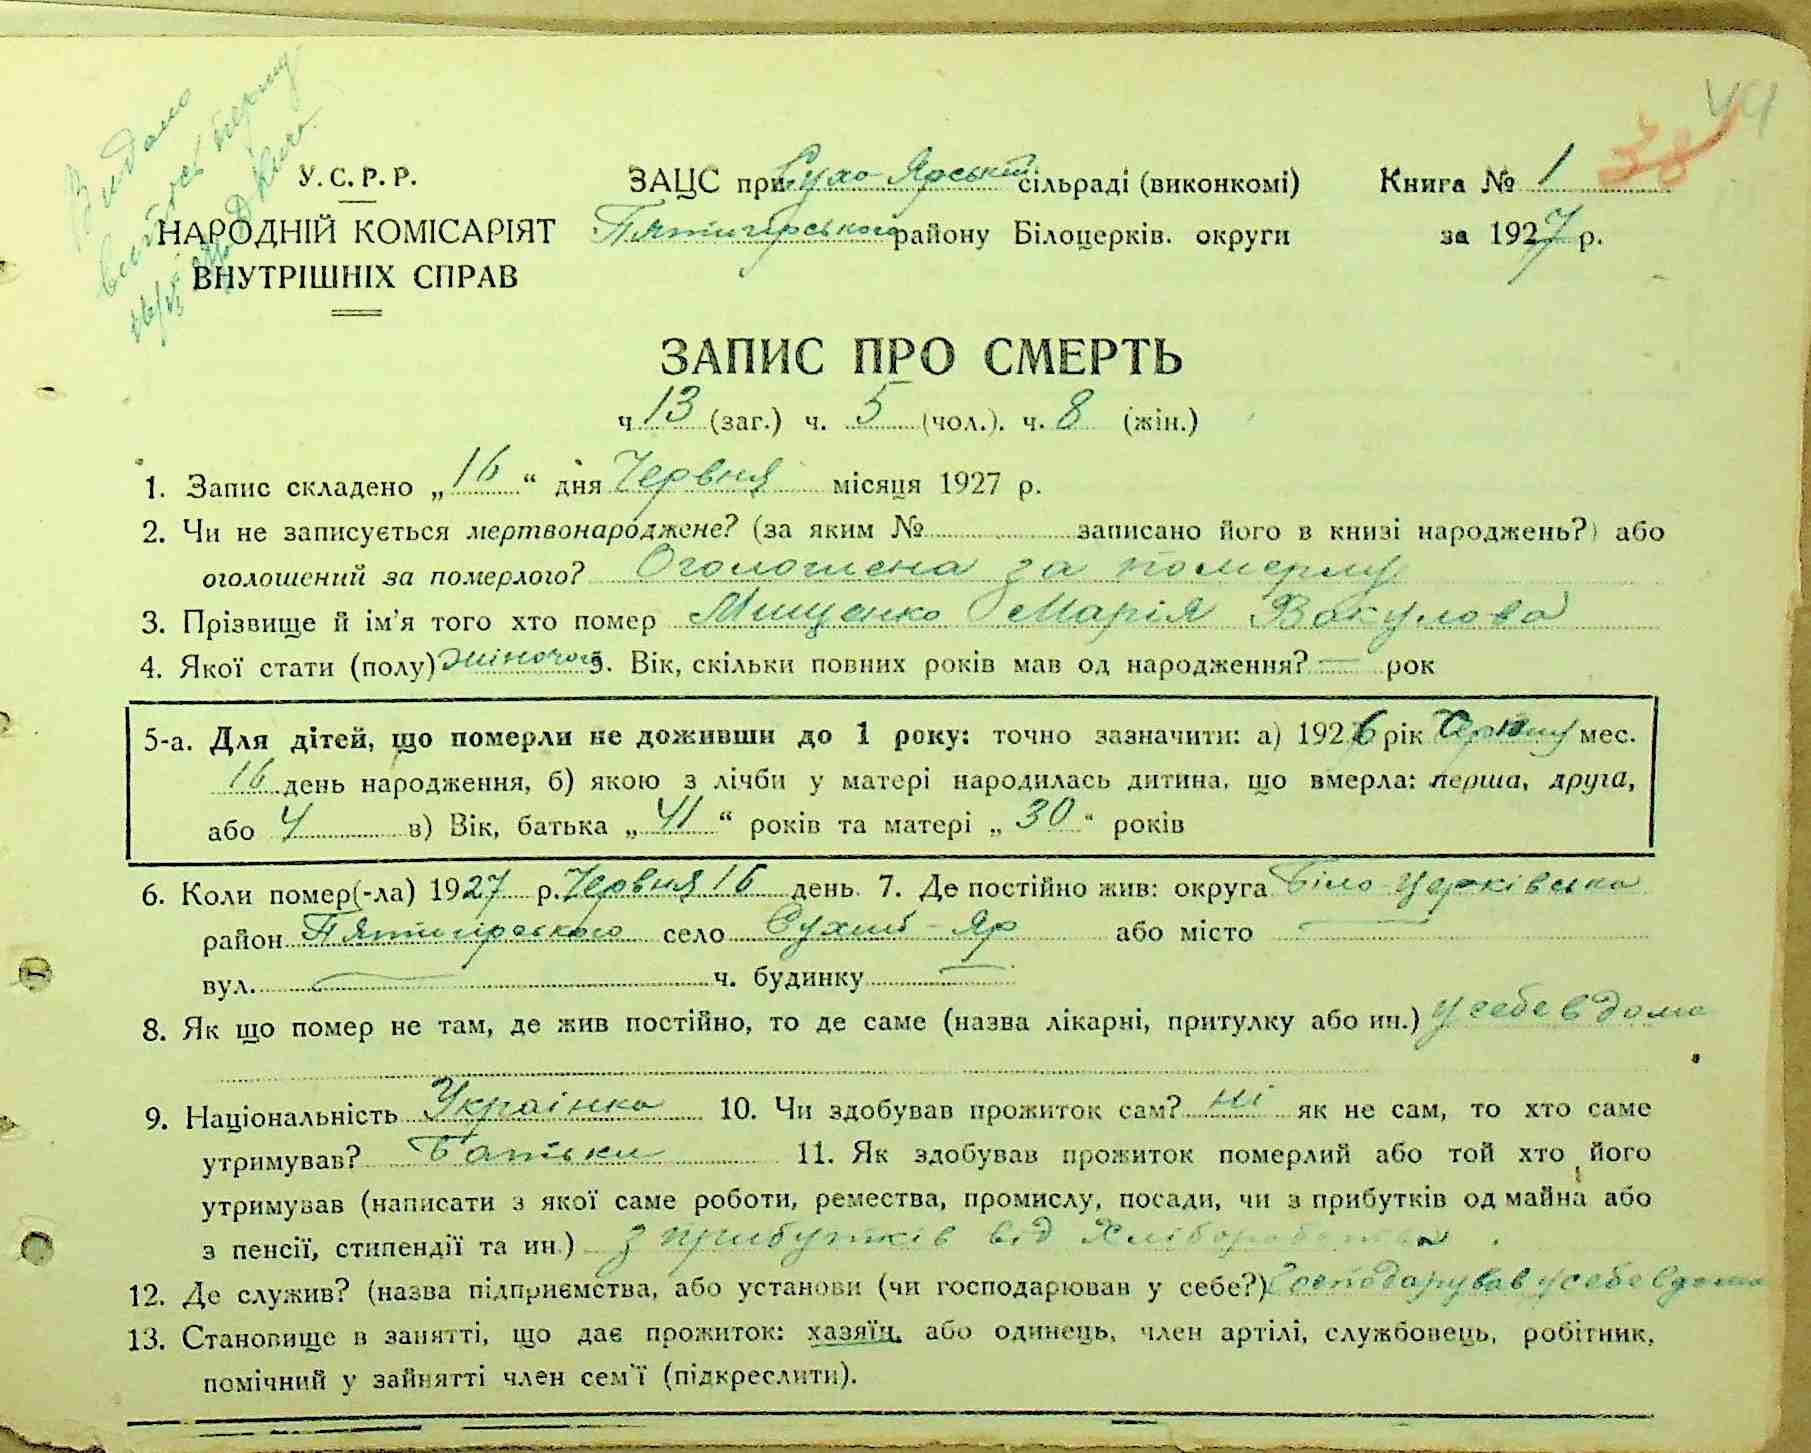 44
38
Видано
У. С. Р. Р.
НАРОДНІЙ КОМІСАРІЯТ
ВНУТРІШНІХ СПРАВ
ЗАЦС при Сухо-Ярській сільраді (виконкомі)
Пятигірського району Білоцерків. округи
Книга № 1
за 1927 р.
ЗАПИС ПРО СМЕРТЬ
ч 13 (заг.) ч. 5 (чол.). ч. 8 (жін.)
1. Запис складено „16“ дня Червня місяця 1927 р.
2. Чи не записується мертвонароджене? (за яким № записано його в книзі народжень?) або
оголошений за померлого? Оголошена за померлу
3. Прізвище й ім'я того хто помер Мищенко Марія Вакулова
4. Якої стати (полу) жіночої 5. Вік, скільки повних років мав од народження? — рок
5-а. Для дітей, що померли не доживши до 1 року: точно зазначити: а) 1926 рік мес.
16 день народження, б) якою з лічби у матері народилась дитина, що вмерла: перша, друга,
або 4 в) Вік, батька „41“ років та матері „30“ років
6. Коли помер(-ла) 1927 р. Червня 16 день. 7. Де постійно жив: округа Біло-Церківська
район Пятигірського село Сухий-Яр або місто —
вул. — ч. будинку —
8. Як що помер не там, де жив постійно, то де саме (назва лікарні, притулку або ин.) у себе в дома
9. Національність Українка 10. Чи здобував прожиток сам? ні як не сам, то хто саме
утримував? Батьки 11. Як здобував прожиток померлий або той хто його
утримував (написати з якої саме роботи, ремества, промислу, посади, чи з прибутків од майна або
з пенсії, стипендії та ин.) з прибутків від Хліборобства.
12. Де служив? (назва підприємства, або установи (чи господарював у себе?) Господарував у себе в дома
13. Становище в занятті, що дає прожиток: хазяїн, або одинець, член артілі, службовець, робітник,
помічний у зайнятті член сем'ї (підкреслити).